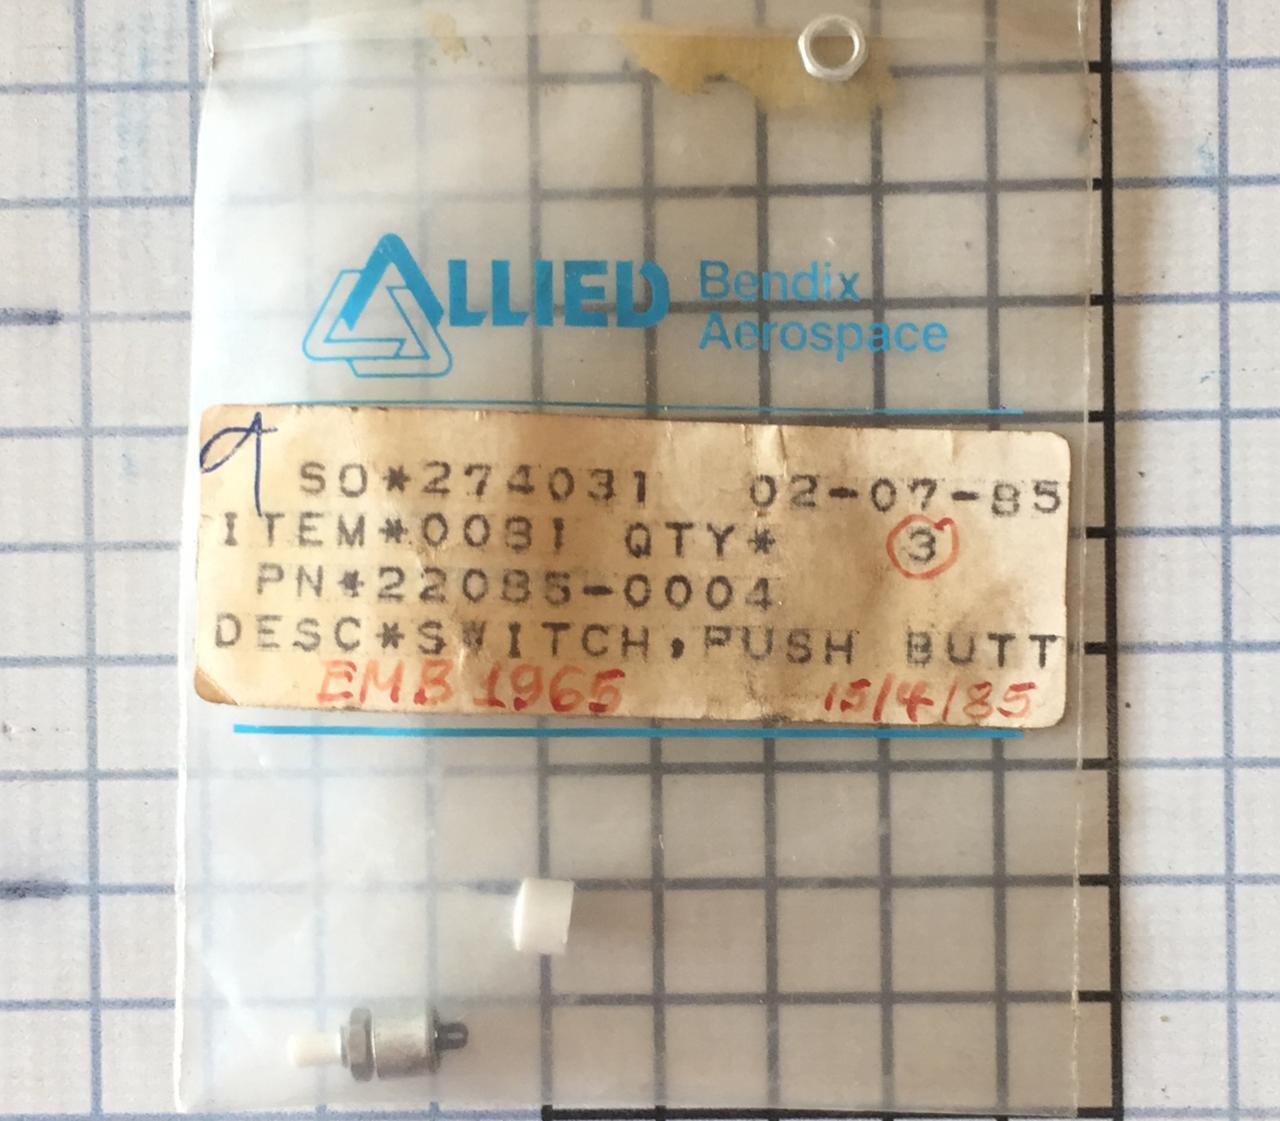 ALLIED Bendix
Aerospace
SO*274031 02-07-85
ITEM*0081 QTY* 3
PN*22085-0004
DESC*SWITCH,PUSH BUTT
EMB 1965 15/4/85